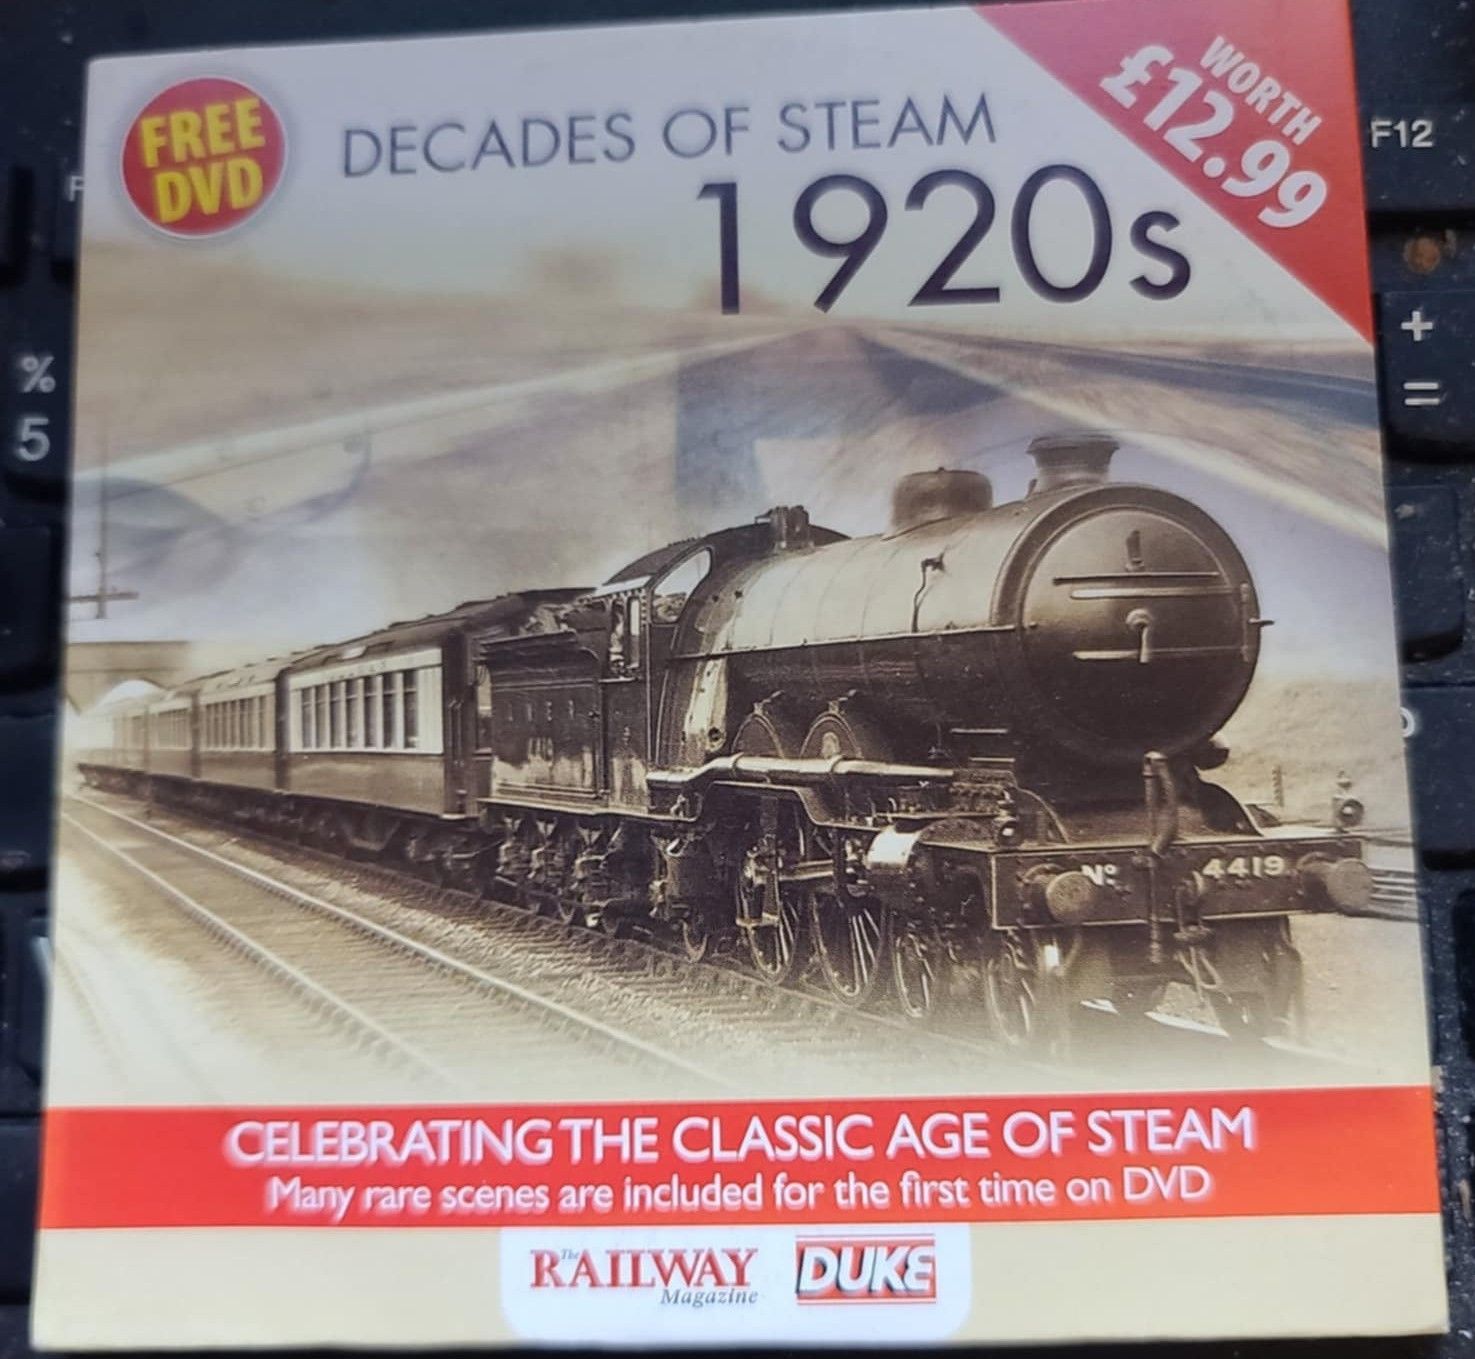 FREE
DVD
DECADES OF STEAM
1920s
WORTH
£12.99
F12
%
5
+
=
Nº 4419
CELEBRATING THE CLASSIC AGE OF STEAM
Many rare scenes are included for the first time on DVD
The
RAILWAY
Magazine
DUKE